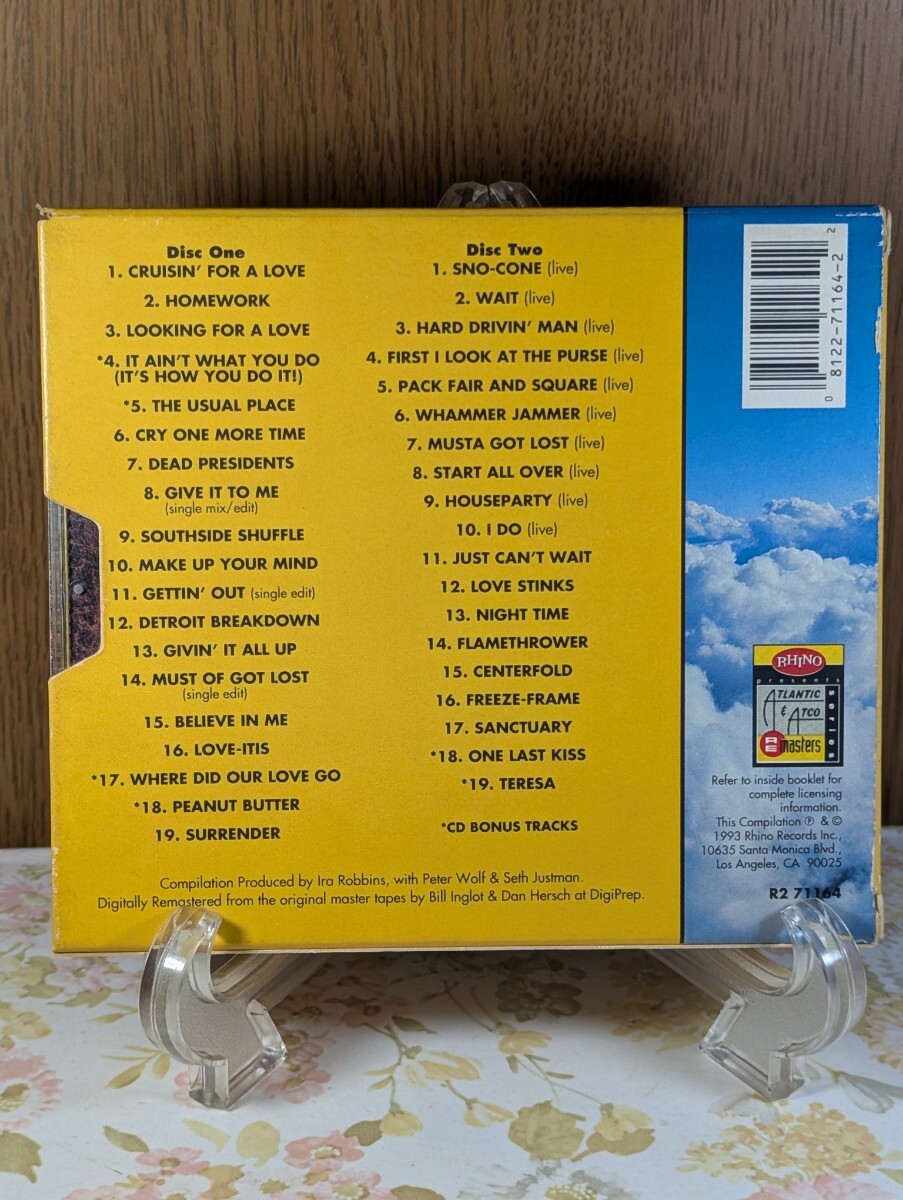 Disc One
1. CRUISIN' FOR A LOVE
2. HOMEWORK
3. LOOKING FOR A LOVE
*4. IT AIN'T WHAT YOU DO
(IT'S HOW YOU DO IT!)
*5. THE USUAL PLACE
6. CRY ONE MORE TIME
7. DEAD PRESIDENTS
8. GIVE IT TO ME
(single mix/edit)
9. SOUTHSIDE SHUFFLE
10. MAKE UP YOUR MIND
11. GETTIN' OUT (single edit)
12. DETROIT BREAKDOWN
13. GIVIN' IT ALL UP
14. MUST OF GOT LOST
(single edit)
15. BELIEVE IN ME
16. LOVE-ITIS
*17. WHERE DID OUR LOVE GO
*18. PEANUT BUTTER
19. SURRENDER
Disc Two
1. SNO-CONE (live)
2. WAIT (live)
3. HARD DRIVIN' MAN (live)
4. FIRST I LOOK AT THE PURSE (live)
5. PACK FAIR AND SQUARE (live)
6. WHAMMER JAMMER (live)
7. MUSTA GOT LOST (live)
8. START ALL OVER (live)
9. HOUSEPARTY (live)
10. I DO (live)
11. JUST CAN'T WAIT
12. LOVE STINKS
13. NIGHT TIME
14. FLAMETHROWER
15. CENTERFOLD
16. FREEZE-FRAME
17. SANCTUARY
*18. ONE LAST KISS
*19. TERESA
*CD BONUS TRACKS
Compilation Produced by Ira Robbins, with Peter Wolf & Seth Justman.
Digitally Remastered from the original master tapes by Bill Inglot & Dan Hersch at DigiPrep.
0 8122-71164-2 2
RHINO
presents
ATLANTIC
& ATCO
masters
series
Refer to inside booklet for
complete licensing
information.
This Compilation ℗ & ©
1993 Rhino Records Inc.,
10635 Santa Monica Blvd.,
Los Angeles, CA 90025
R2 71164